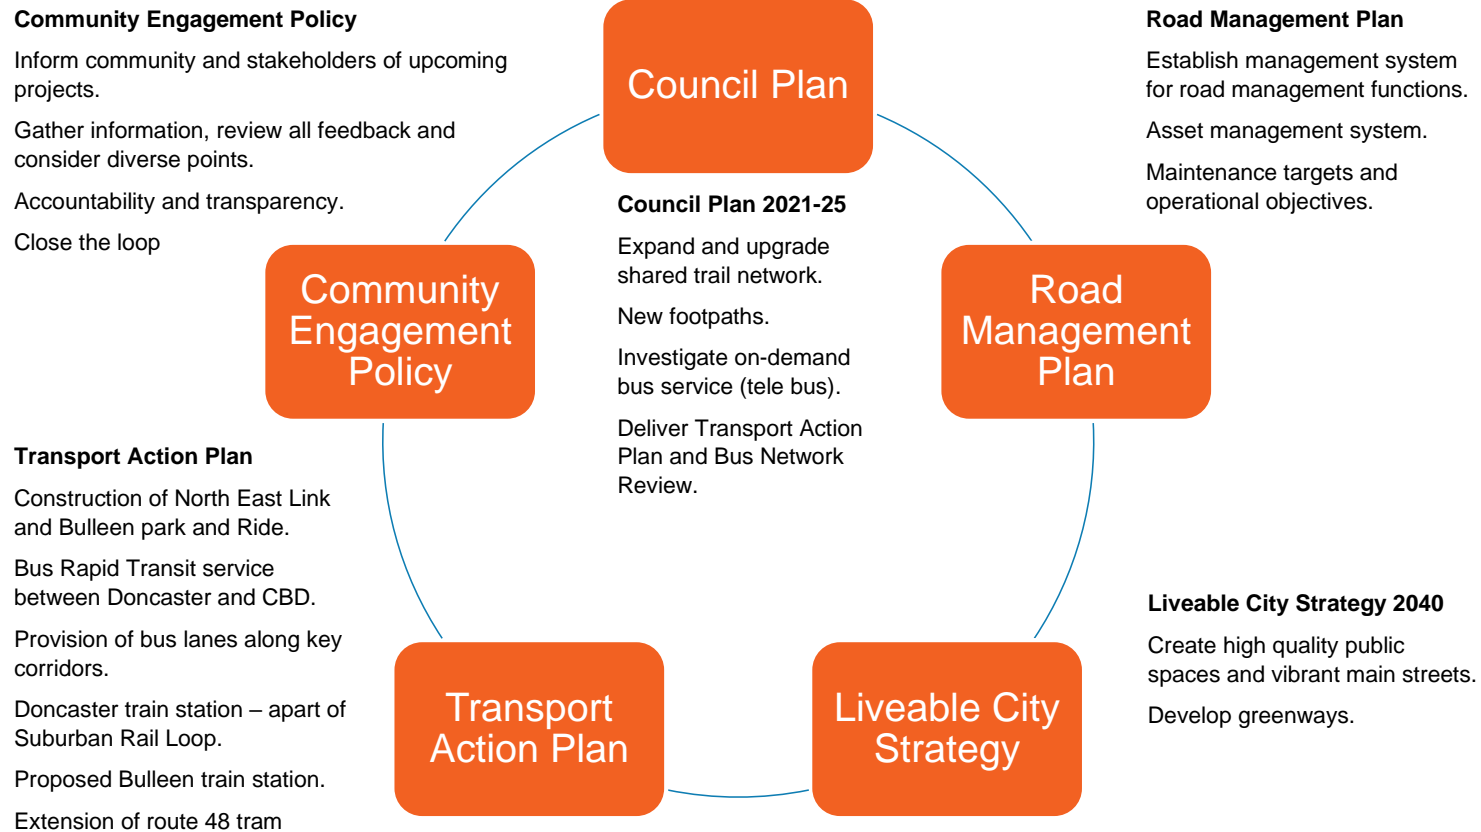 Community Engagement Policy
Inform community and stakeholders of upcoming
projects.
Gather information, review all feedback and
consider diverse points.
Accountability and transparency.
Close the loop
Council Plan
Road Management Plan
Establish management system
for road management functions.
Asset management system.
Maintenance targets and
operational objectives.
Council Plan 2021-25
Expand and upgrade
shared trail network.
New footpaths.
Investigate on-demand
bus service (tele bus).
Deliver Transport Action
Plan and Bus Network
Review.
Community
Engagement
Policy
Road
Management
Plan
Transport Action Plan
Construction of North East Link
and Bulleen park and Ride.
Bus Rapid Transit service
between Doncaster and CBD.
Provision of bus lanes along key
corridors.
Doncaster train station – apart of
Suburban Rail Loop.
Proposed Bulleen train station.
Extension of route 48 tram
Transport
Action Plan
Liveable City
Strategy
Liveable City Strategy 2040
Create high quality public
spaces and vibrant main streets.
Develop greenways.